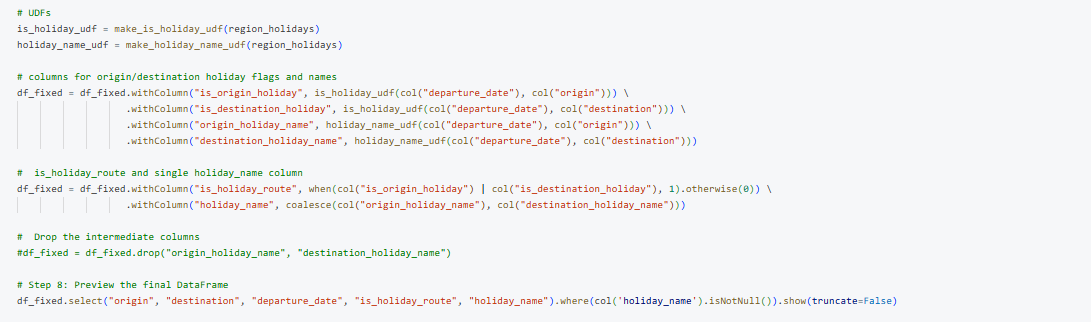 # UDFs
is_holiday_udf = make_is_holiday_udf(region_holidays)
holiday_name_udf = make_holiday_name_udf(region_holidays)
# columns for origin/destination holiday flags and names
df_fixed = df_fixed.withColumn("is_origin_holiday", is_holiday_udf(col("departure_date"), col("origin"))) \
.withColumn("is_destination_holiday", is_holiday_udf(col("departure_date"), col("destination"))) \
.withColumn("origin_holiday_name", holiday_name_udf(col("departure_date"), col("origin"))) \
.withColumn("destination_holiday_name", holiday_name_udf(col("departure_date"), col("destination")))
#  is_holiday_route and single holiday_name column
df_fixed = df_fixed.withColumn("is_holiday_route", when(col("is_origin_holiday") | col("is_destination_holiday"), 1).otherwise(0)) \
.withColumn("holiday_name", coalesce(col("origin_holiday_name"), col("destination_holiday_name")))
#  Drop the intermediate columns
#df_fixed = df_fixed.drop("origin_holiday_name", "destination_holiday_name")
# Step 8: Preview the final DataFrame
df_fixed.select("origin", "destination", "departure_date", "is_holiday_route", "holiday_name").where(col('holiday_name').isNotNull()).show(truncate=False)